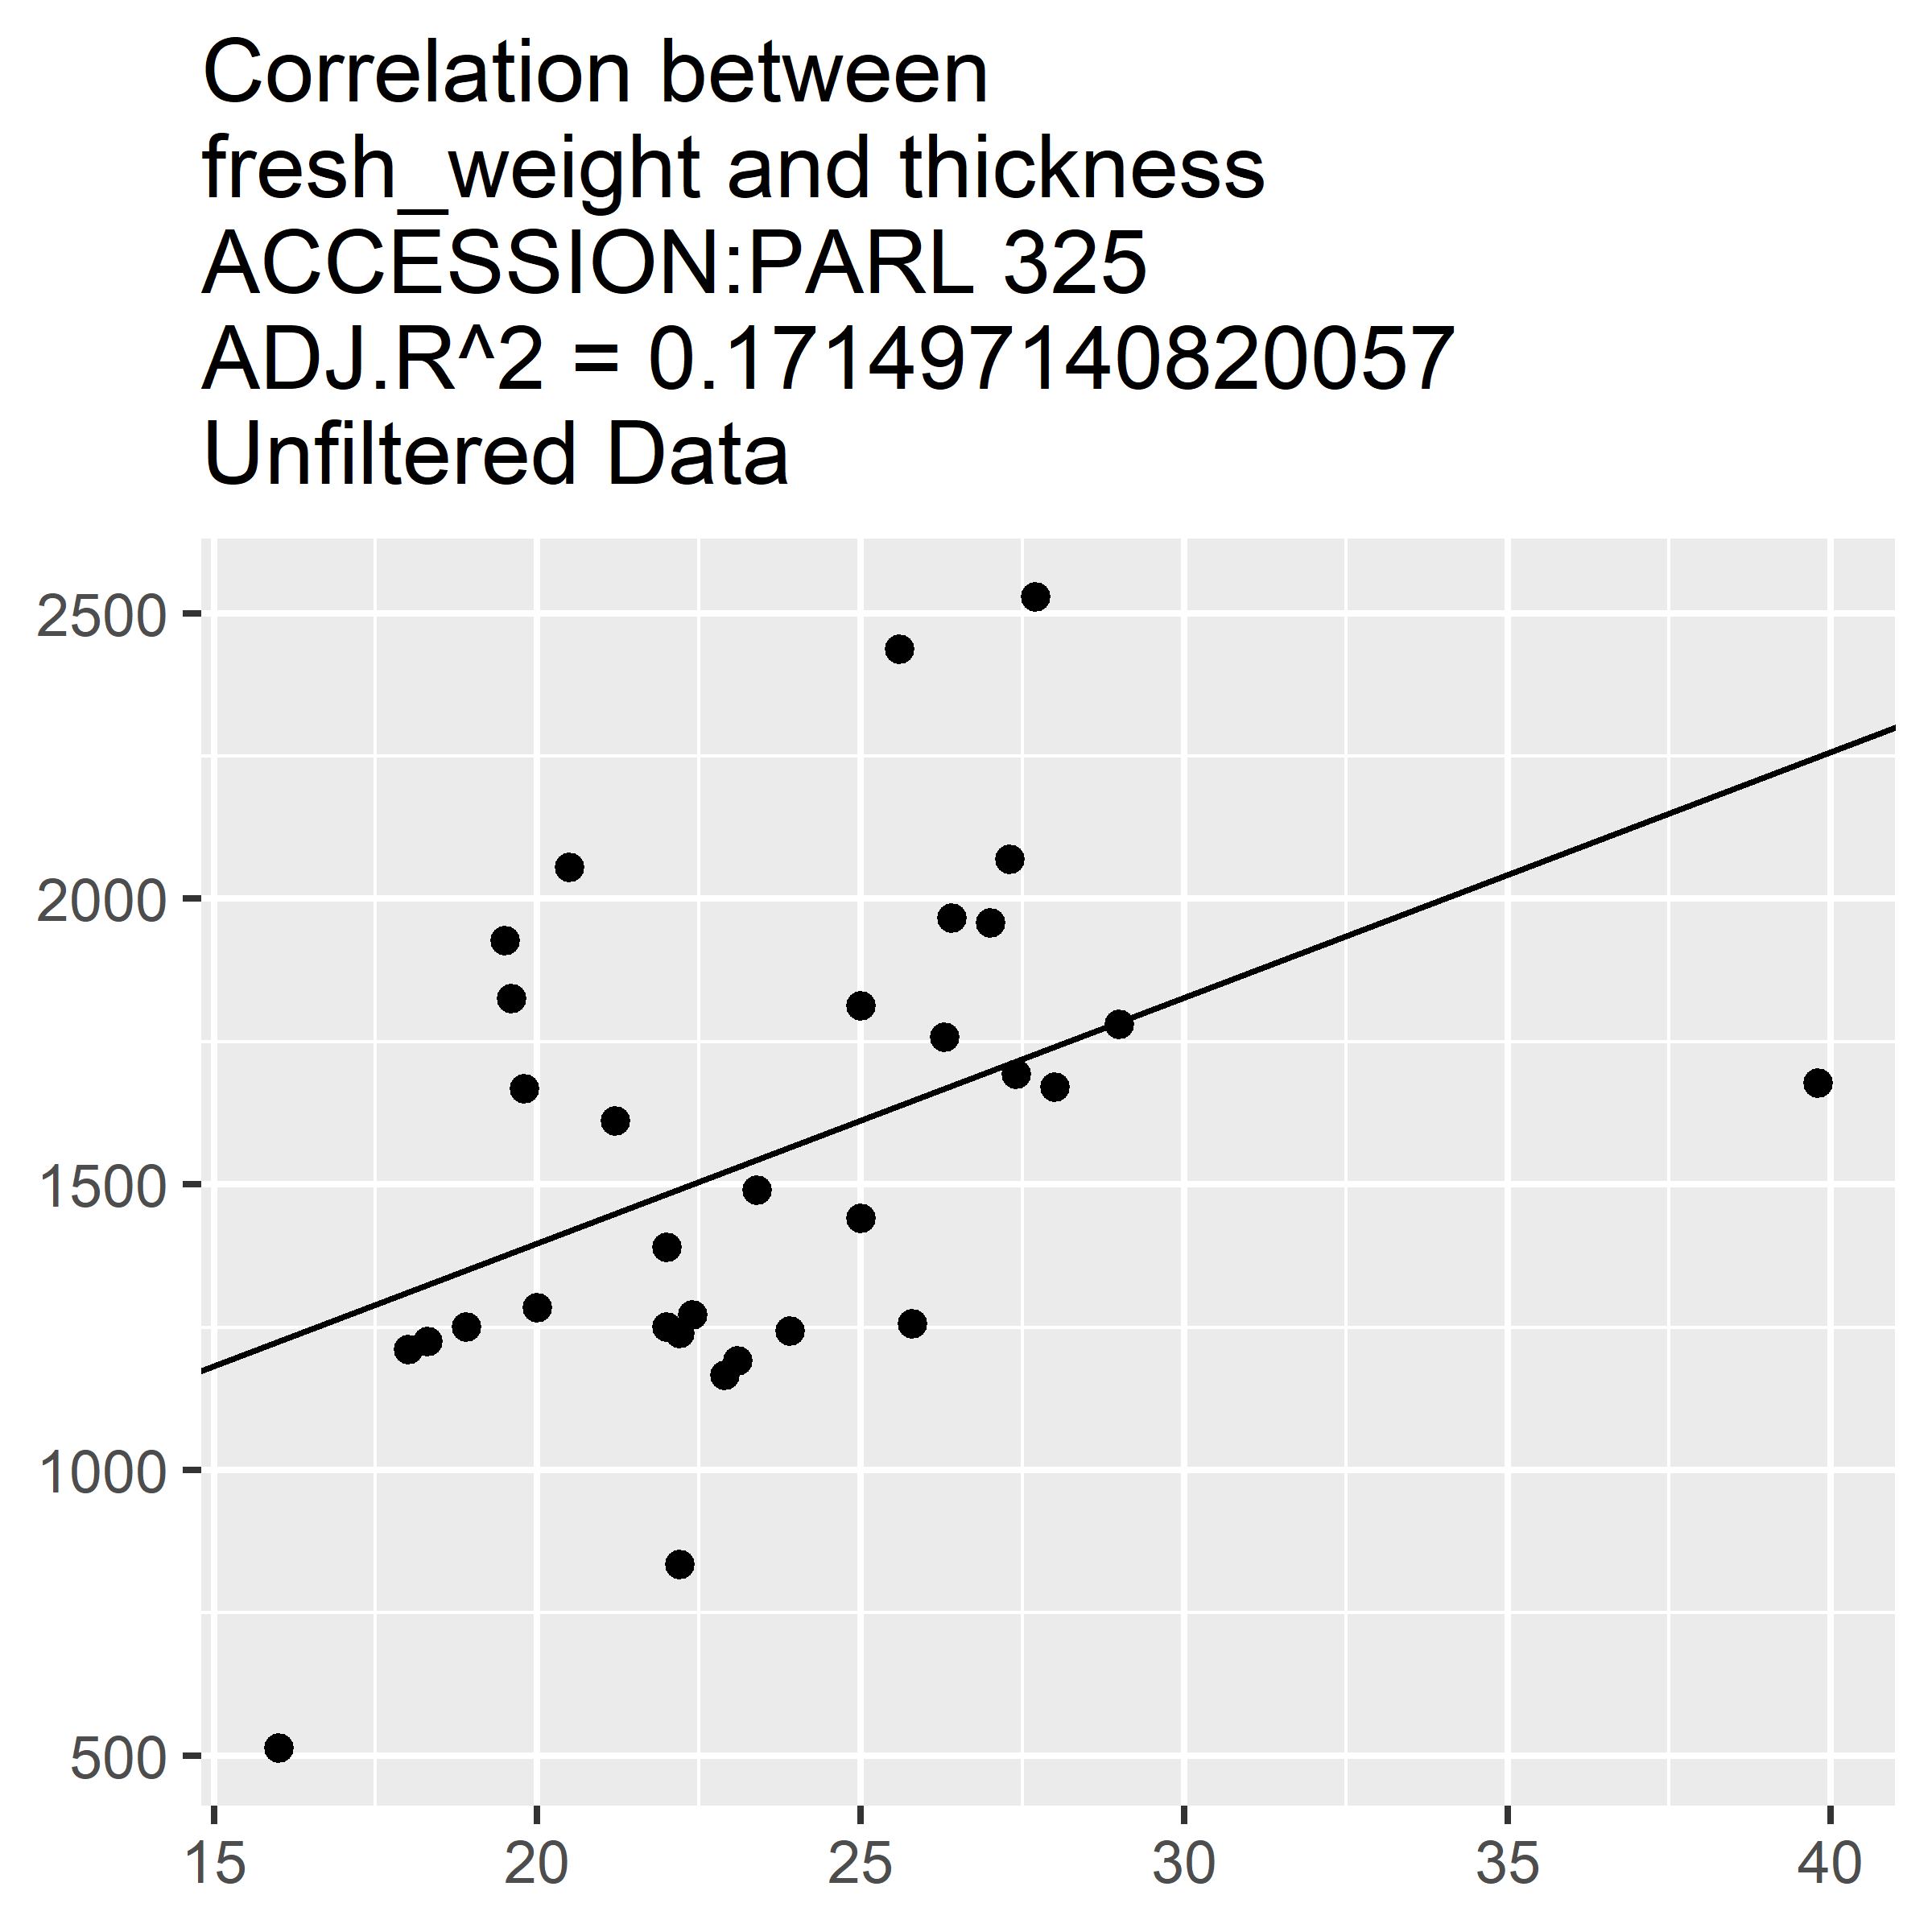 Correlation between
fresh_weight and thickness
ACCESSION:PARL 325
ADJ.R^2 = 0.171497140820057
Unfiltered Data
2500
2000
1500
1000
500
15 20 25 30 35 40